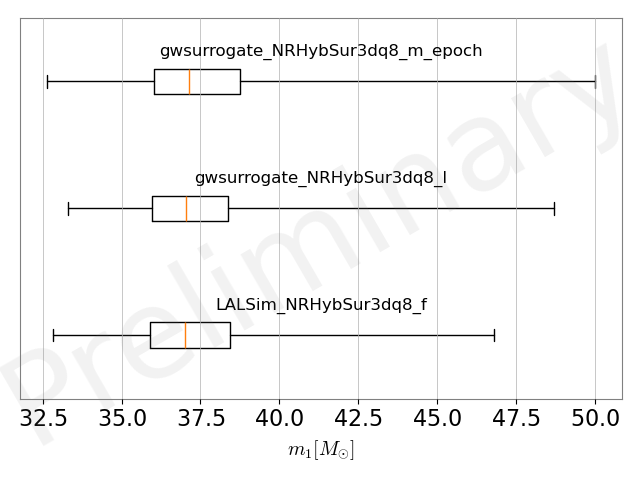 gwsurrogate_NRHybSur3dq8_m_epoch
gwsurrogate_NRHybSur3dq8_l
LALSim_NRHybSur3dq8_f
Preliminary
32.5 35.0 37.5 40.0 42.5 45.0 47.5 50.0
m₁[M☉]